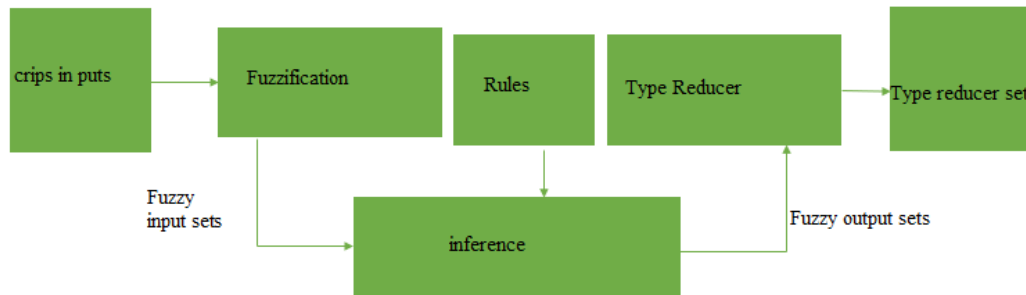 crips in puts
Fuzzification
Rules
Type Reducer
Type reducer set
Fuzzy
input sets
inference
Fuzzy output sets